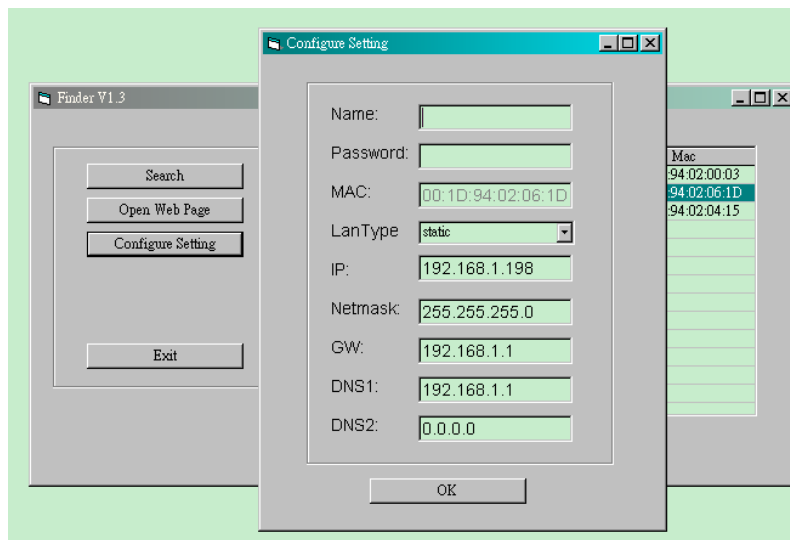 Configure Setting
Finder V1.3
Search
Open Web Page
Configure Setting
Exit
Name:
Password:
MAC: 00:1D:94:02:06:1D
LanType static
IP: 192.168.1.198
Netmask: 255.255.255.0
GW: 192.168.1.1
DNS1: 192.168.1.1
DNS2: 0.0.0.0
OK
Mac
:94:02:00:03
:94:02:06:1D
:94:02:04:15